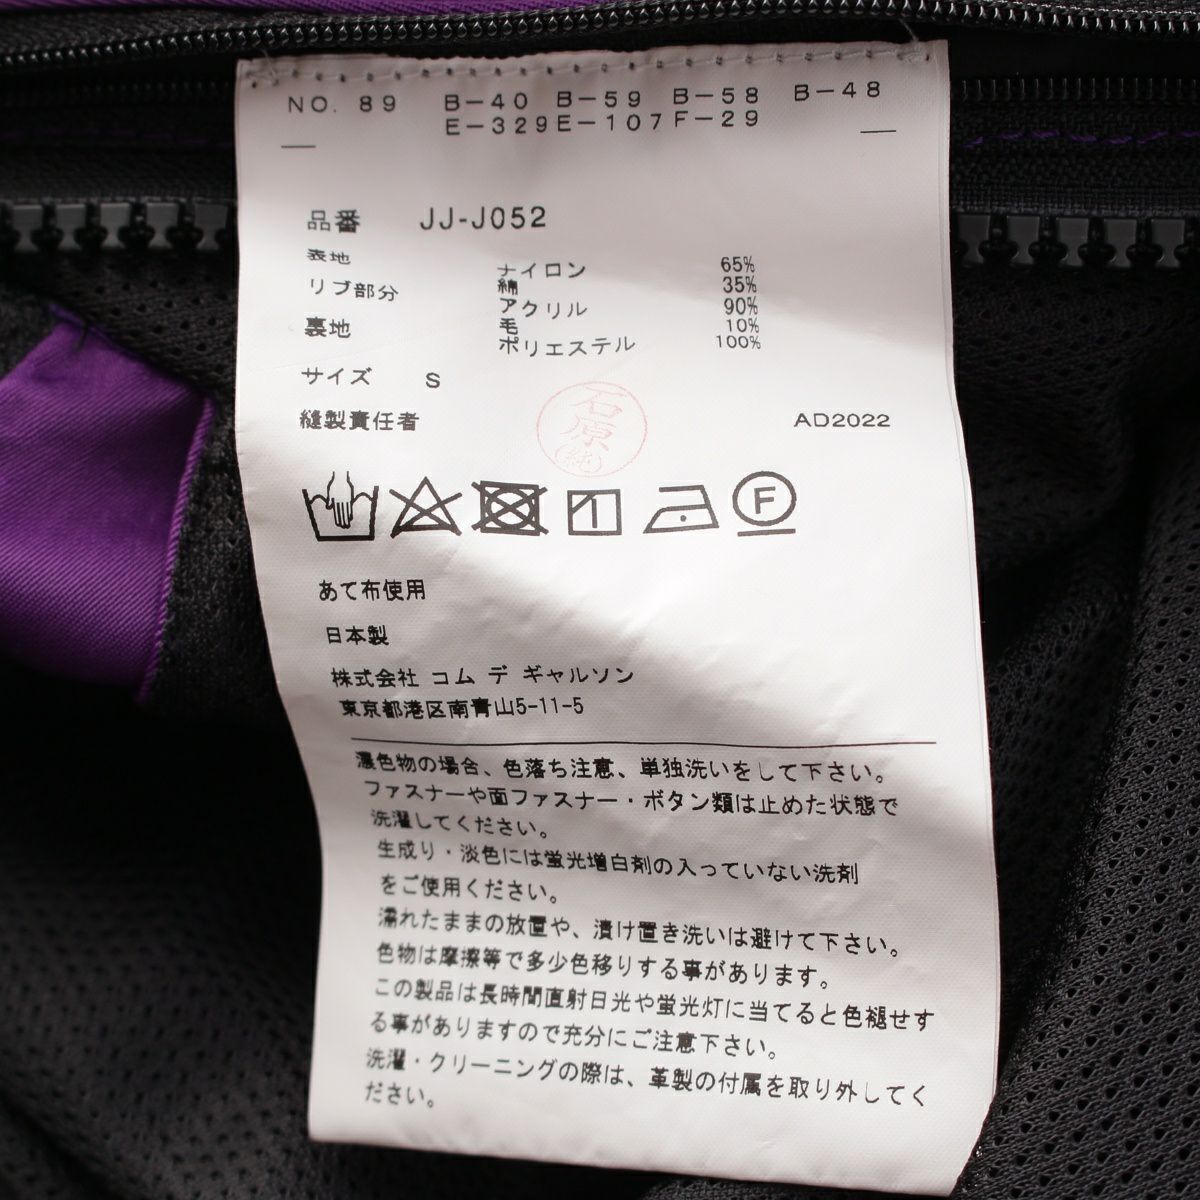 NO. 89 B-40 B-59 B-58 B-48
E-329 E-107 F-29
品番 JJ-J052
表地 ナイロン 65%
綿 35%
リブ部分 アクリル 90%
毛 10%
裏地 ポリエステル 100%
サイズ S
縫製責任者 石原(純) AD2022
F
あて布使用
日本製
株式会社 コム デ ギャルソン
東京都港区南青山5-11-5
濃色物の場合、色落ち注意、単独洗いをして下さい。
ファスナーや面ファスナー・ボタン類は止めた状態で
洗濯してください。
生成り・淡色には蛍光増白剤の入っていない洗剤
をご使用ください。
濡れたままの放置や、漬け置き洗いは避けて下さい。
色物は摩擦等で多少色移りする事があります。
この製品は長時間直射日光や蛍光灯に当てると色褪せす
る事がありますので充分にご注意下さい。
洗濯・クリーニングの際は、革製の付属を取り外してく
ださい。